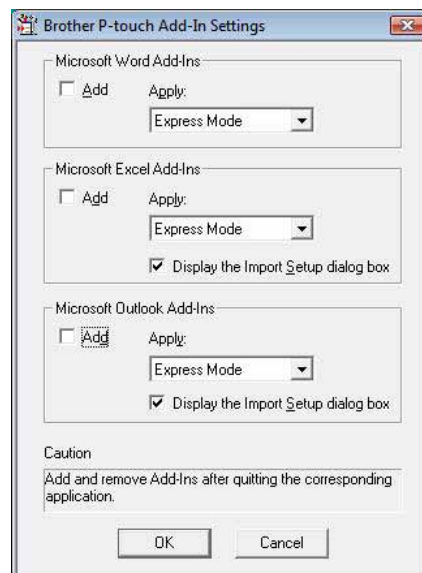 Brother P-touch Add-In Settings
Microsoft Word Add-Ins
Add Apply:
Express Mode
Microsoft Excel Add-Ins
Add Apply:
Express Mode
Display the Import Setup dialog box
Microsoft Outlook Add-Ins
Add Apply:
Express Mode
Display the Import Setup dialog box
Caution
Add and remove Add-Ins after quitting the corresponding
application.
OK Cancel